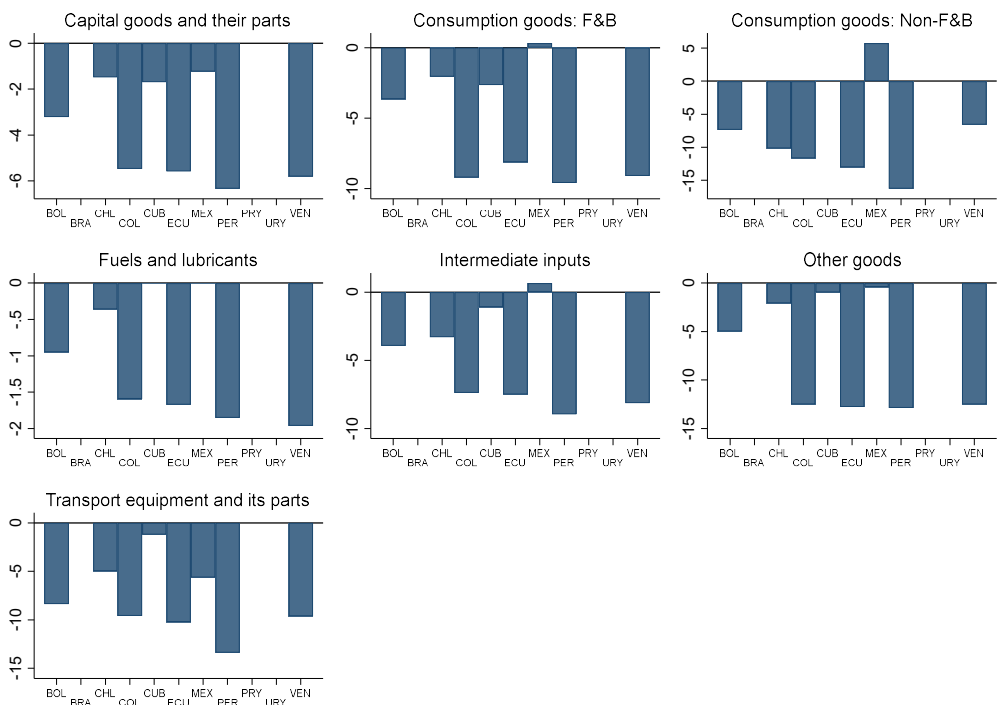 Capital goods and their parts
0
-2
-4
-6
BOL BRA CHL COL CUB ECU MEX PER PRY URY VEN
Consumption goods: F&B
0
-5
-10
BOL BRA CHL COL CUB ECU MEX PER PRY URY VEN
Consumption goods: Non-F&B
5
0
-5
-10
-15
BOL BRA CHL COL CUB ECU MEX PER PRY URY VEN
Fuels and lubricants
0
-.5
-1
-1.5
-2
BOL BRA CHL COL CUB ECU MEX PER PRY URY VEN
Intermediate inputs
0
-5
-10
BOL BRA CHL COL CUB ECU MEX PER PRY URY VEN
Other goods
0
-5
-10
-15
BOL BRA CHL COL CUB ECU MEX PER PRY URY VEN
Transport equipment and its parts
0
-5
-10
-15
BOL BRA CHL COL CUB ECU MEX PER PRY URY VEN